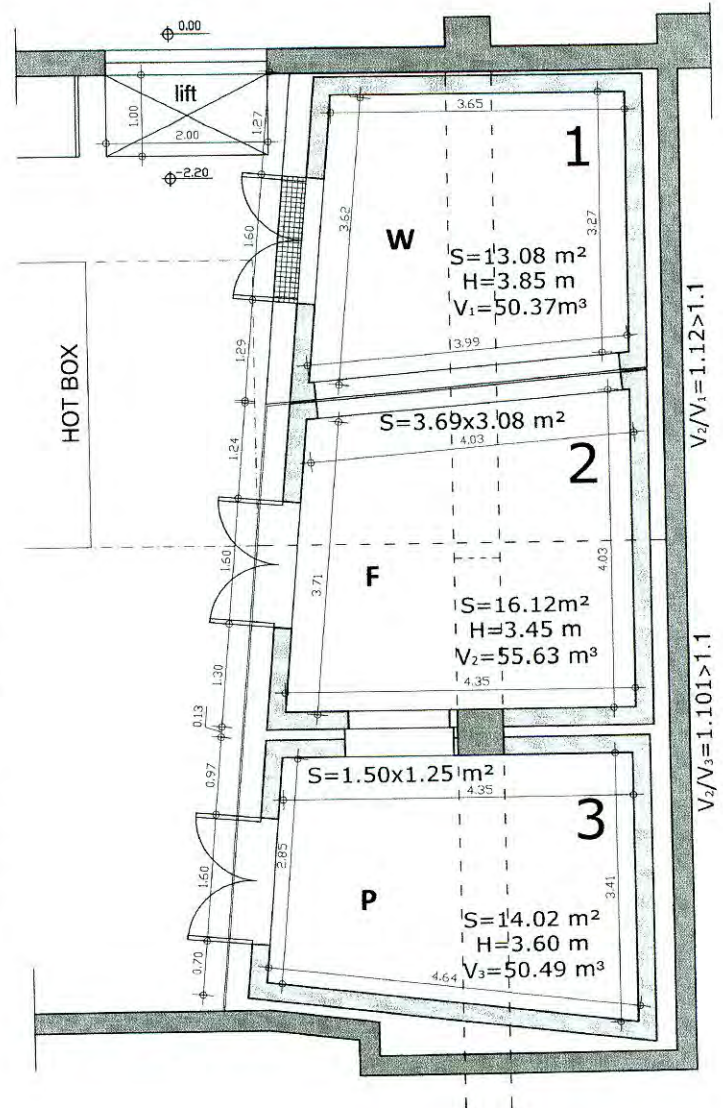 0.00
lift
1.00
2.00
1.27
-2.20
3.65
1
3.62
3.27
1.60
W
S=13.08 m²
H=3.85 m
V₁=50.37m³
3.99
1.29
HOT BOX
V₂/V₁=1.12>1.1
S=3.69x3.08 m²
4.03
2
1.24
1.60
3.71
F
4.03
S=16.12m²
H=3.45 m
V₂=55.63 m³
4.35
1.30
0.13
V₂/V₃=1.101>1.1
0.97
S=1.50x1.25 m²
4.35
3
2.85
3.41
1.60
P
S=14.02 m²
H=3.60 m
V₃=50.49 m³
4.64
0.70